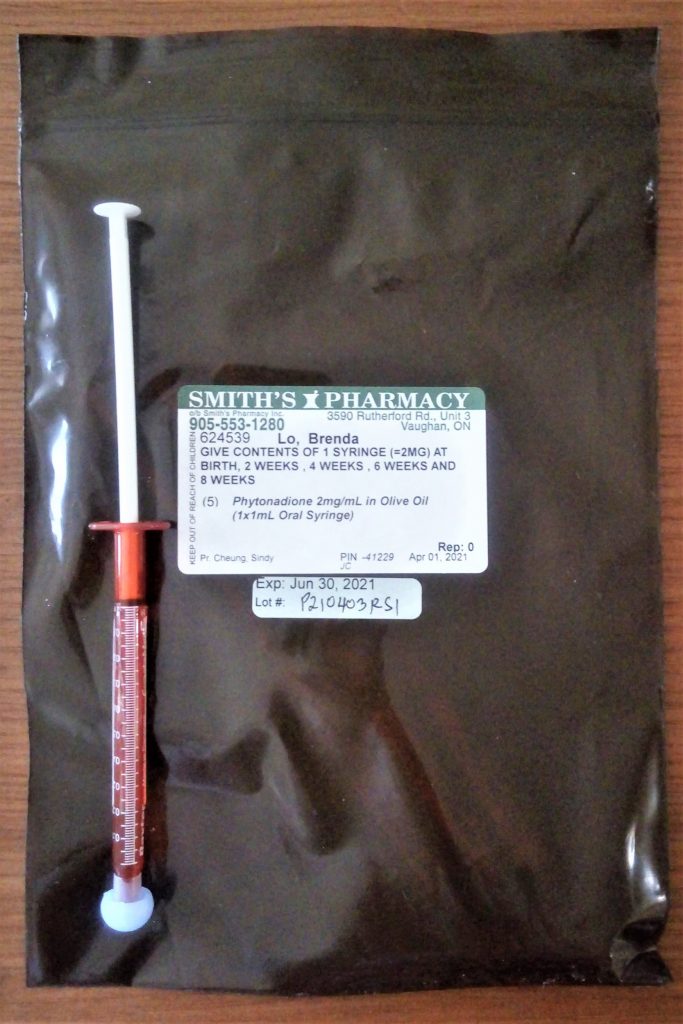 SMITH'S PHARMACY
o/b Smith's Pharmacy Inc.
905-553-1280
3590 Rutherford Rd., Unit 3
Vaughan, ON
624539 Lo, Brenda
GIVE CONTENTS OF 1 SYRINGE (=2MG) AT
BIRTH, 2 WEEKS , 4 WEEKS , 6 WEEKS AND
8 WEEKS
(5) Phytonadione 2mg/mL in Olive Oil
(1x1mL Oral Syringe)
Rep: 0
Pr. Cheung, Sindy PIN -41229 Apr 01, 2021
JC
KEEP OUT OF REACH OF CHILDREN
Exp: Jun 30, 2021
Lot #: P210403RS1